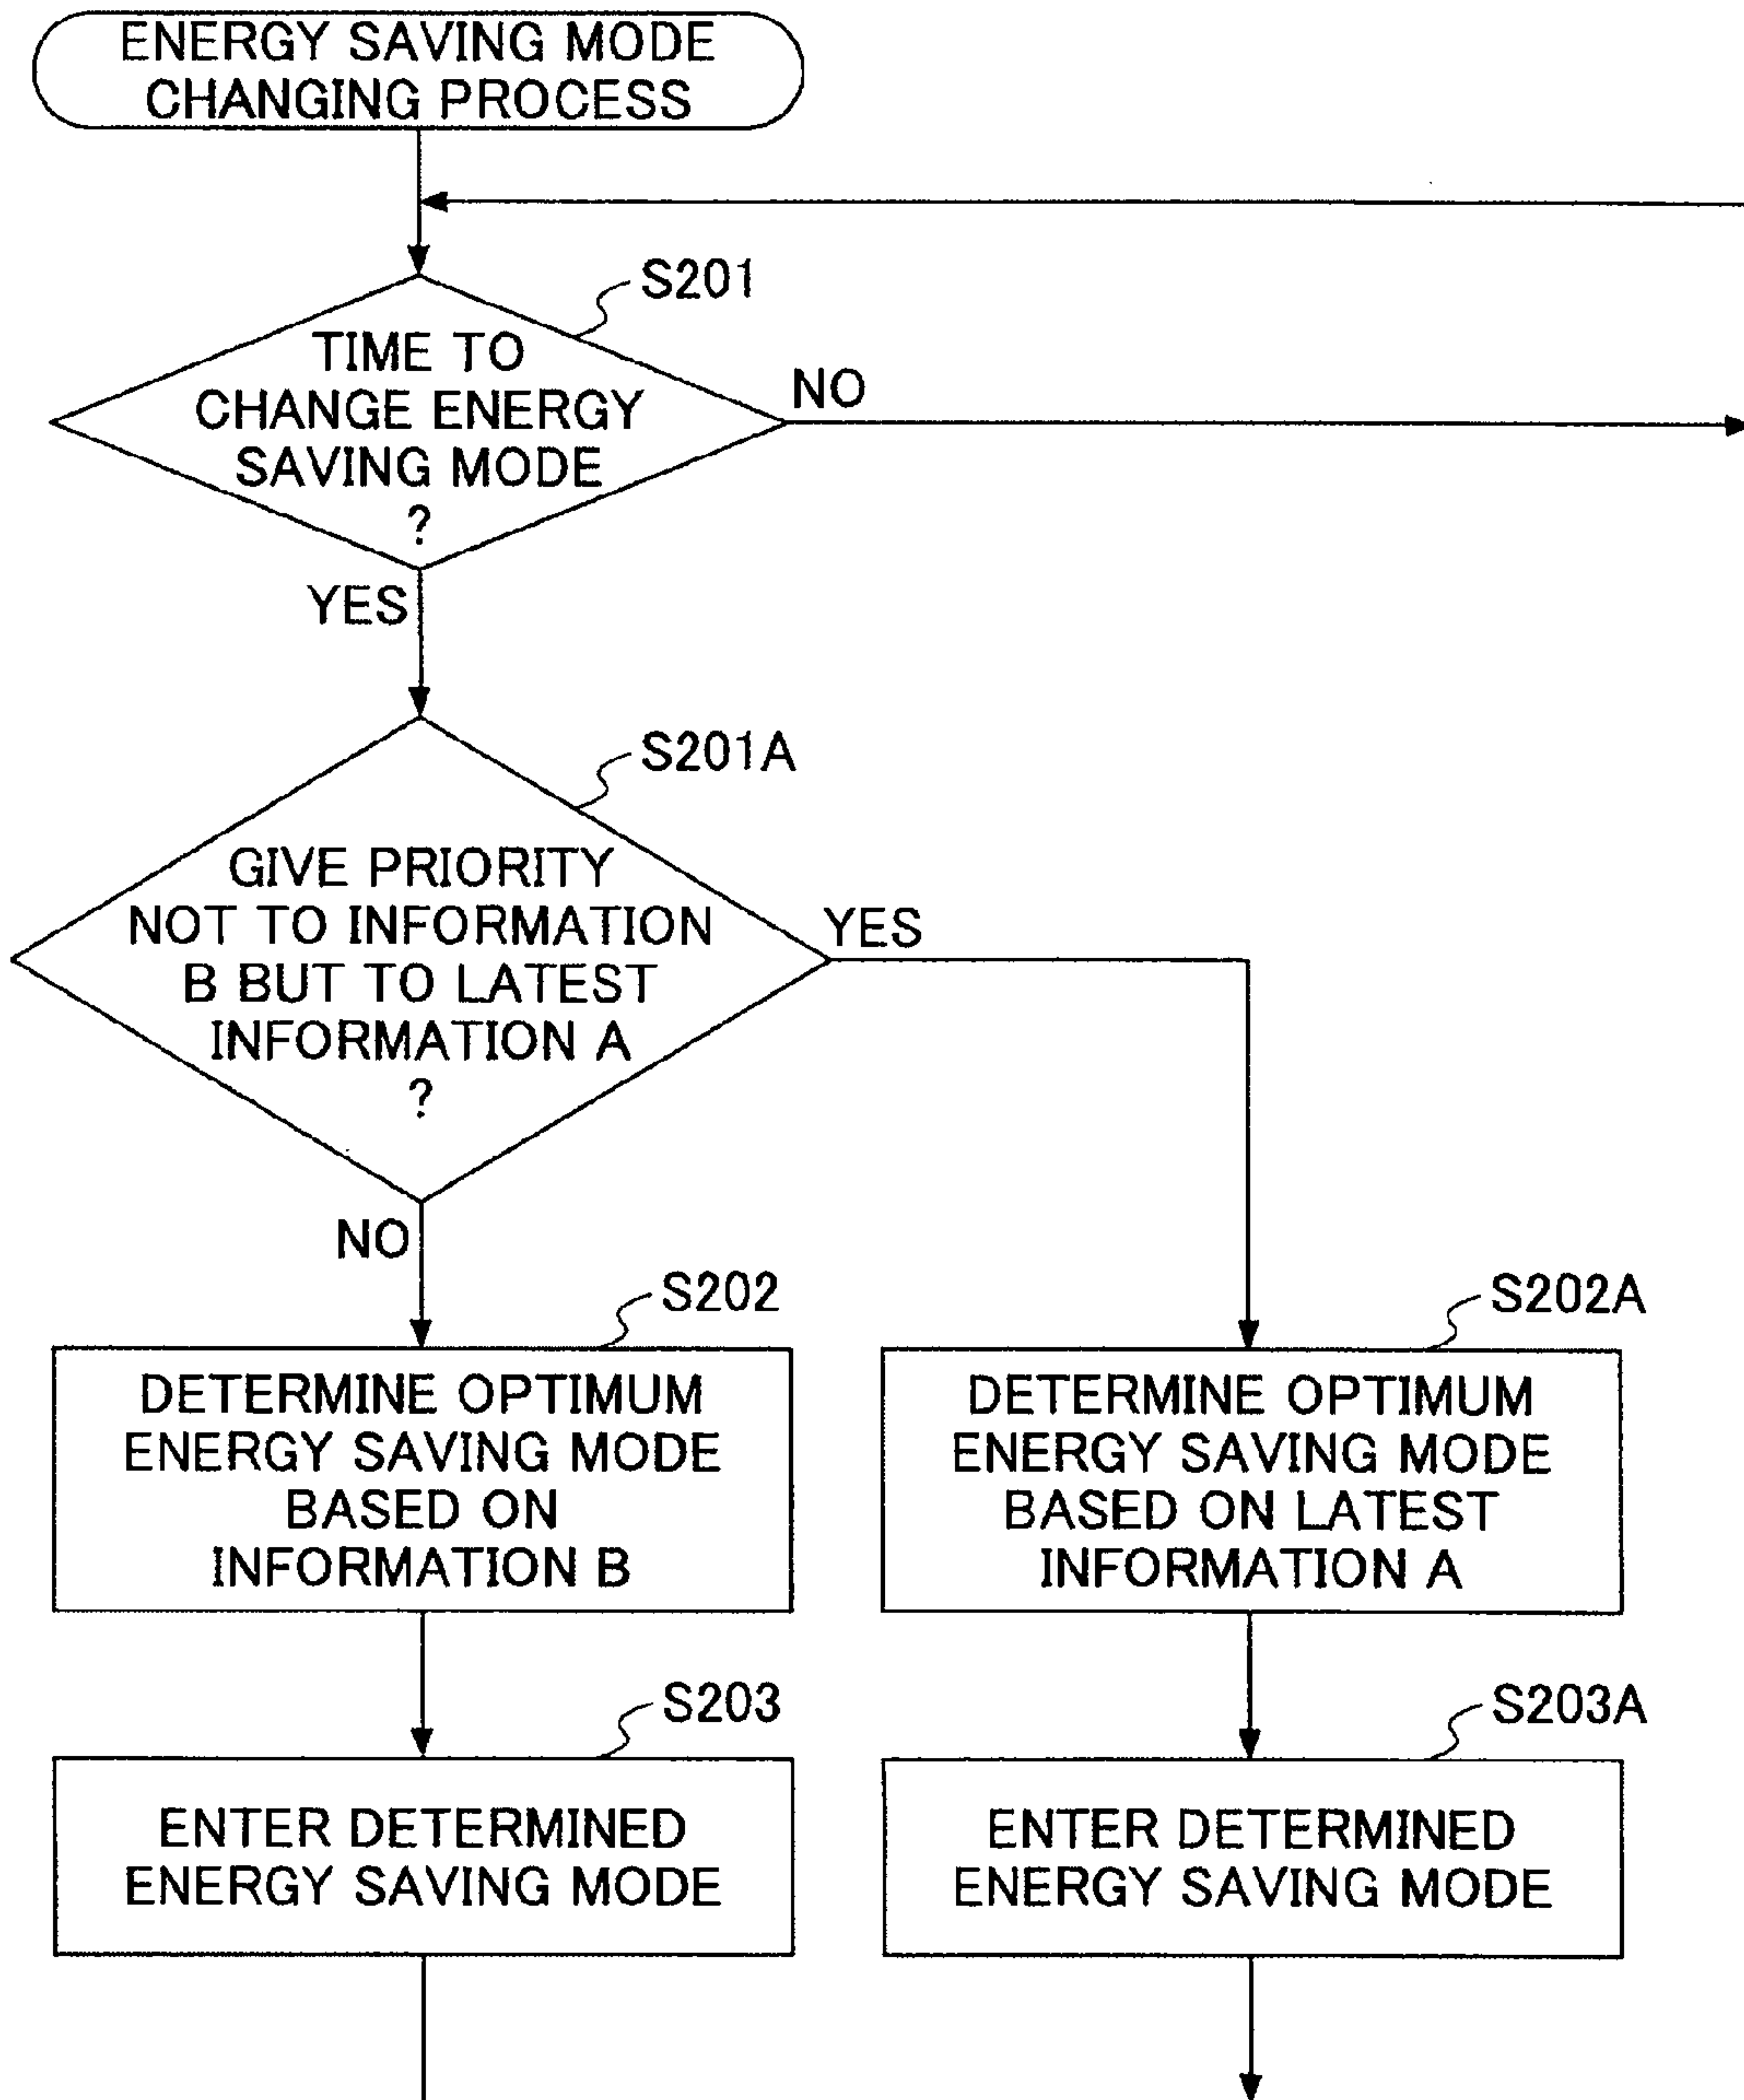 ENERGY SAVING MODE
CHANGING PROCESS
S201
TIME TO
CHANGE ENERGY
SAVING MODE
?
NO
YES
S201A
GIVE PRIORITY
NOT TO INFORMATION
B BUT TO LATEST
INFORMATION A
?
YES
NO
S202
DETERMINE OPTIMUM
ENERGY SAVING MODE
BASED ON
INFORMATION B
S202A
DETERMINE OPTIMUM
ENERGY SAVING MODE
BASED ON LATEST
INFORMATION A
S203
ENTER DETERMINED
ENERGY SAVING MODE
S203A
ENTER DETERMINED
ENERGY SAVING MODE